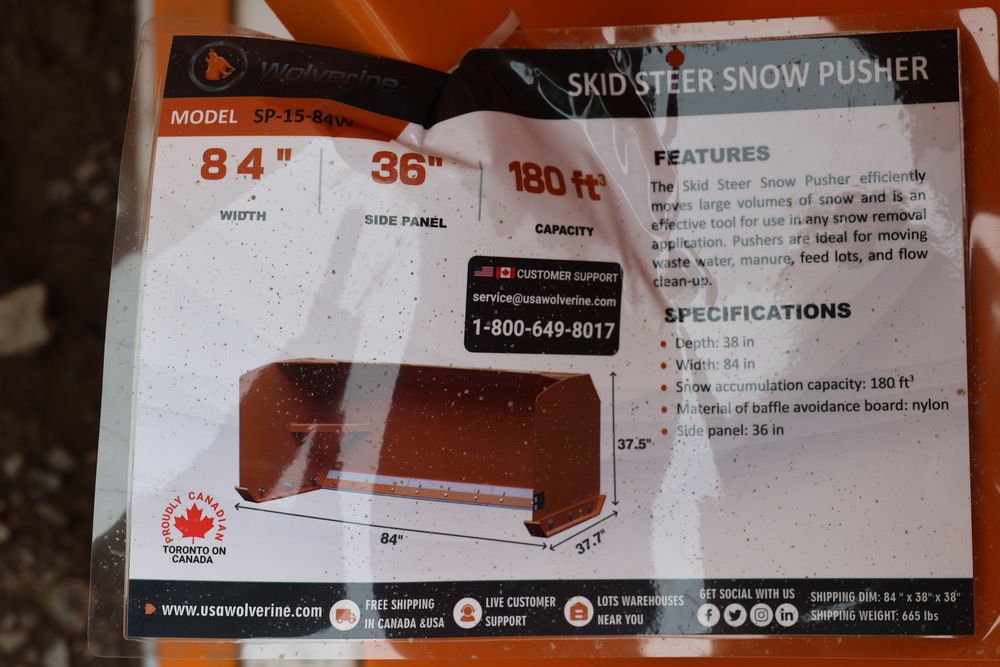 Wolverine
SKID STEER SNOW PUSHER
MODEL SP-15-84W
84"
WIDTH
36"
SIDE PANEL
180 ft³
CAPACITY
FEATURES
The Skid Steer Snow Pusher efficiently
moves large volumes of snow and is an
effective tool for use in any snow removal
application. Pushers are ideal for moving
waste water, manure, feed lots, and flow
clean-up.
CUSTOMER SUPPORT
service@usawolverine.com
1-800-649-8017
SPECIFICATIONS
• Depth: 38 in
• Width: 84 in
• Snow accumulation capacity: 180 ft³
• Material of baffle avoidance board: nylon
• Side panel: 36 in
37.5"
84"
37.7"
PROUDLY CANADIAN
TORONTO ON
CANADA
www.usawolverine.com
FREE SHIPPING
IN CANADA &USA
LIVE CUSTOMER
SUPPORT
LOTS WAREHOUSES
NEAR YOU
GET SOCIAL WITH US
SHIPPING DIM: 84 " x 38" x 38"
SHIPPING WEIGHT: 665 lbs